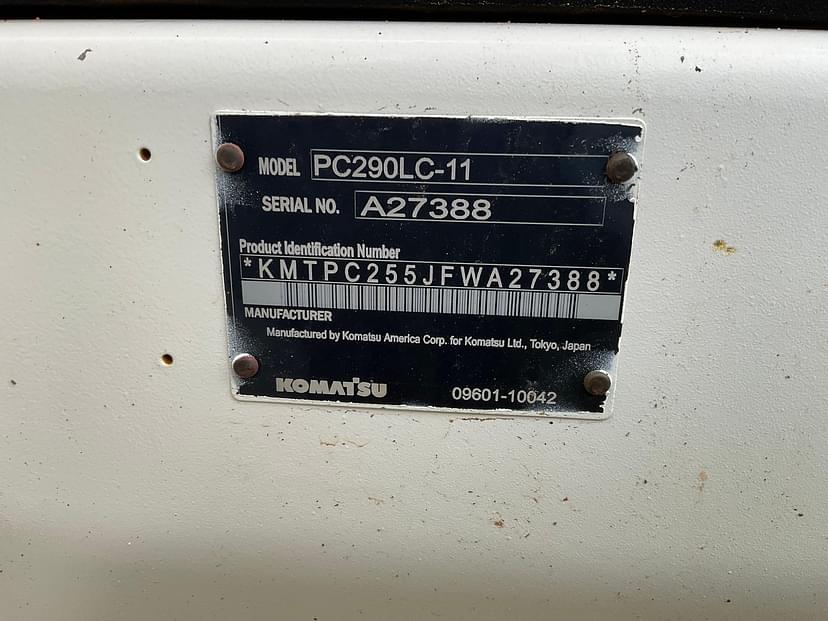 MODEL PC290LC-11
SERIAL NO. A27388
Product Identification Number
*KMTPC255JFWA27388*
MANUFACTURER
Manufactured by Komatsu America Corp. for Komatsu Ltd., Tokyo, Japan
KOMATSU 09601-10042